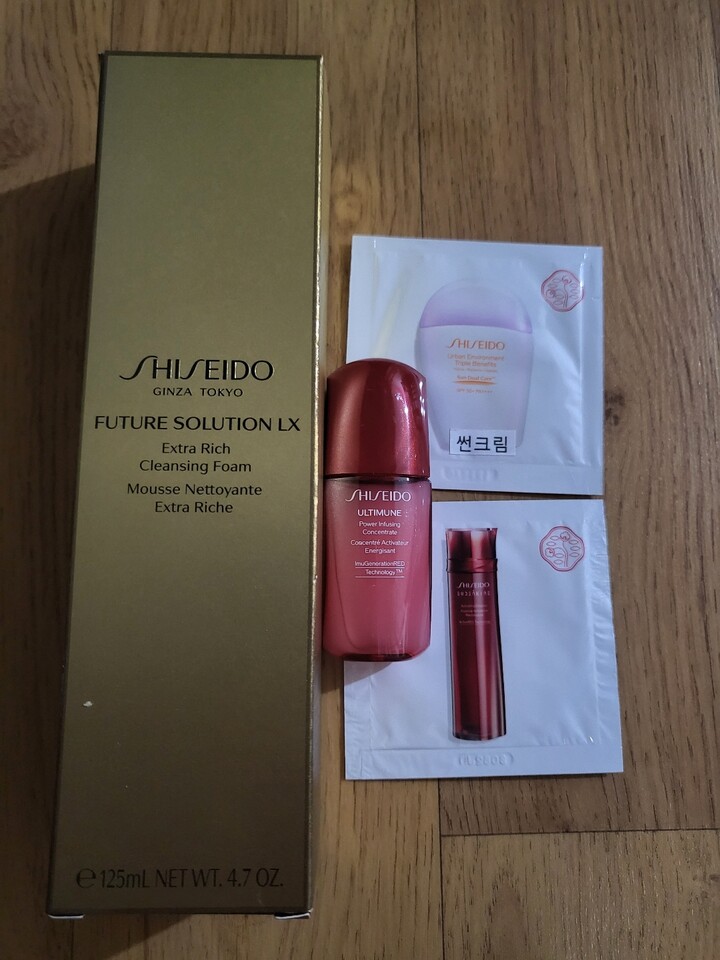 SHISEIDO
GINZA TOKYO
FUTURE SOLUTION LX
Extra Rich
Cleansing Foam
Mousse Nettoyante
Extra Riche
℮125mL NET WT. 4.7 OZ.
SHISEIDO
ULTIMUNE
Power Infusing
Concentrate
Concentré Activateur
Energisant
ImuGenerationRED
Technology™
SHISEIDO
Urban Environment
Triple Beneficial
썬크림
SHISEIDO